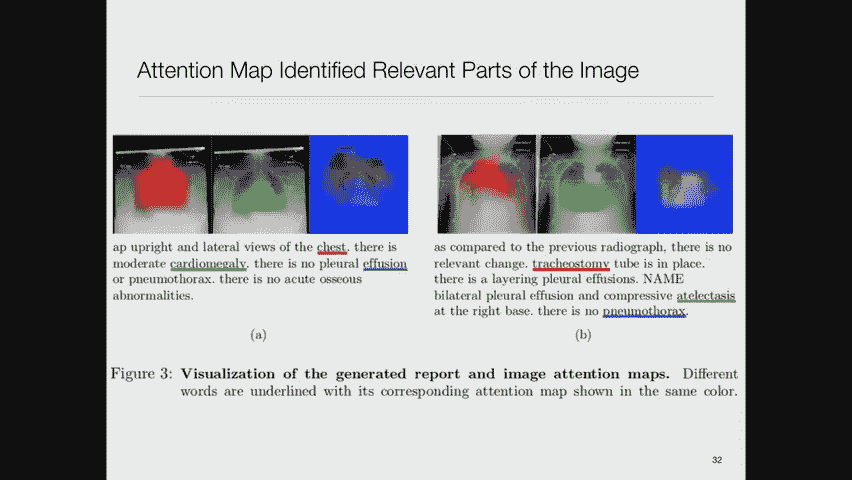 Attention Map Identified Relevant Parts of the Image
ap upright and lateral views of the chest. there is
moderate cardiomegaly. there is no pleural effusion
or pneumothorax. there is no acute osseous
abnormalities.
(a)
as compared to the previous radiograph, there is no
relevant change. tracheostomy tube is in place.
there is a layering pleural effusions. NAME
bilateral pleural effusion and compressive atelectasis
at the right base. there is no pneumothorax.
(b)
Figure 3: Visualization of the generated report and image attention maps. Different
words are underlined with its corresponding attention map shown in the same color.
32